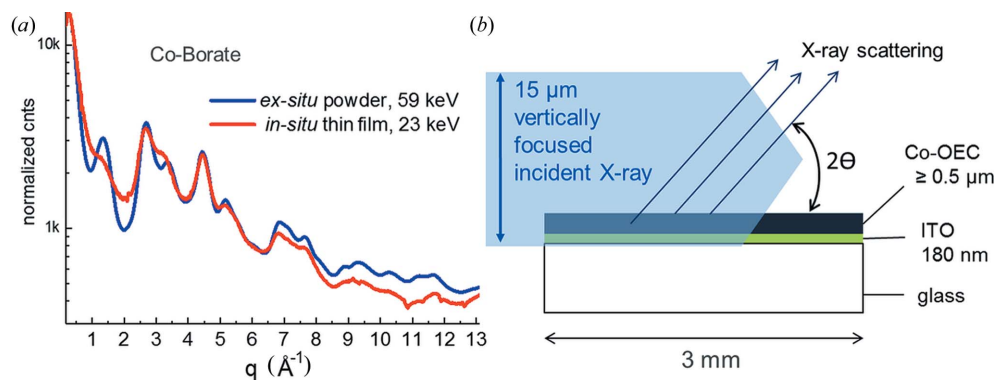 (a)
Co-Borate
ex-situ powder, 59 keV
in-situ thin film, 23 keV
normalized cnts
10k
1k
1 2 3 4 5 6 7 8 9 10 11 12 13
q (Å⁻¹)
(b)
X-ray scattering
15 µm
vertically
focused
incident X-ray
2Θ
Co-OEC
≥ 0.5 µm
ITO
180 nm
glass
3 mm